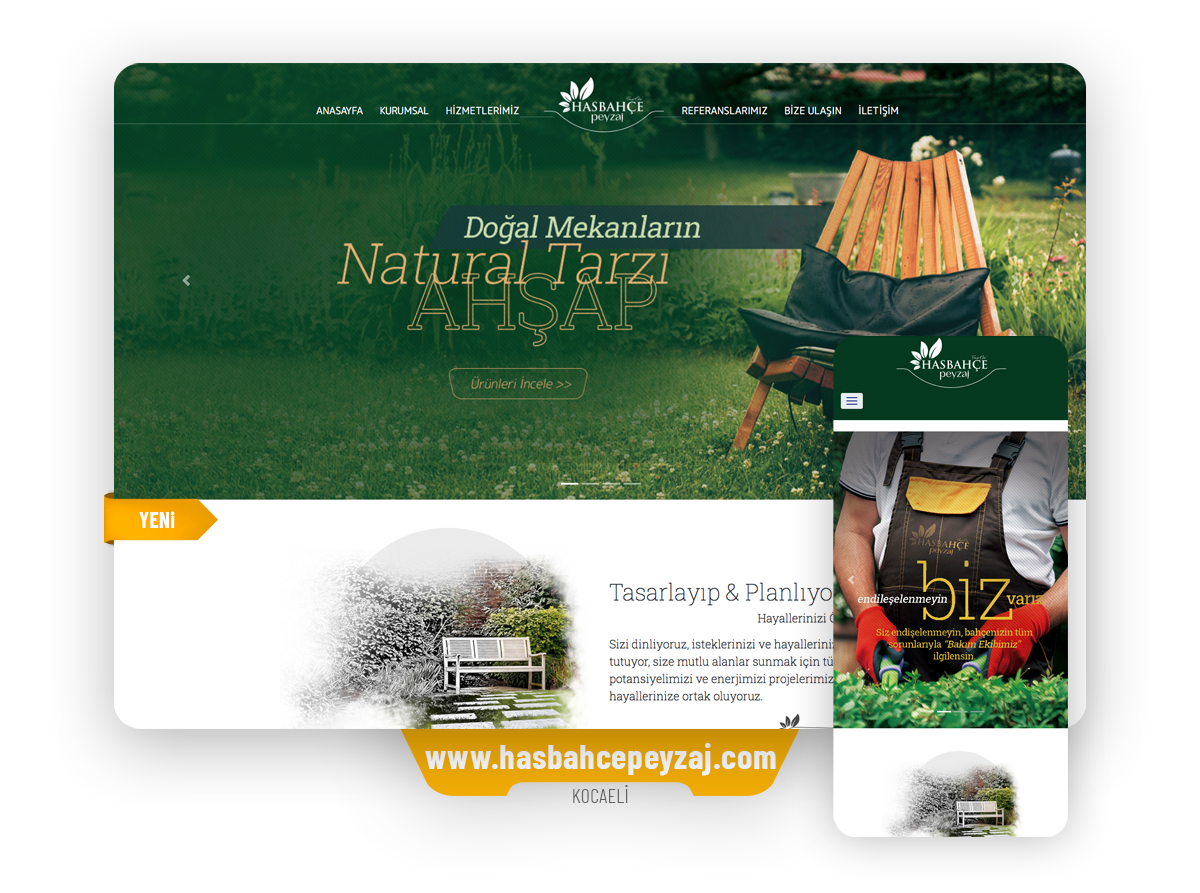 ANASAYFA KURUMSAL HİZMETLERİMİZ HASBAHÇE peyzaj REFERANSLARIMIZ BİZE ULAŞIN İLETİŞİM
Doğal Mekanların
Natural Tarzı
AHŞAP
Ürünleri İncele >>
YENİ
Tasarlayıp & Planlıyo
Hayallerinizi
Sizi dinliyoruz, isteklerinizi ve hayallerini
tutuyor, size mutlu alanlar sunmak için tü
potansiyelimizi ve enerjimizi projelerimiz
hayallerinize ortak oluyoruz.
HASBAHÇE
peyzaj
HASBAHÇE
peyzaj
endileşelenmeyin biz varız
Siz endişelenmeyin, bahçenizin tüm
sorunlarıyla "Bakım Ekibimiz"
ilgilensin
www.hasbahcepeyzaj.com
KOCAELİ